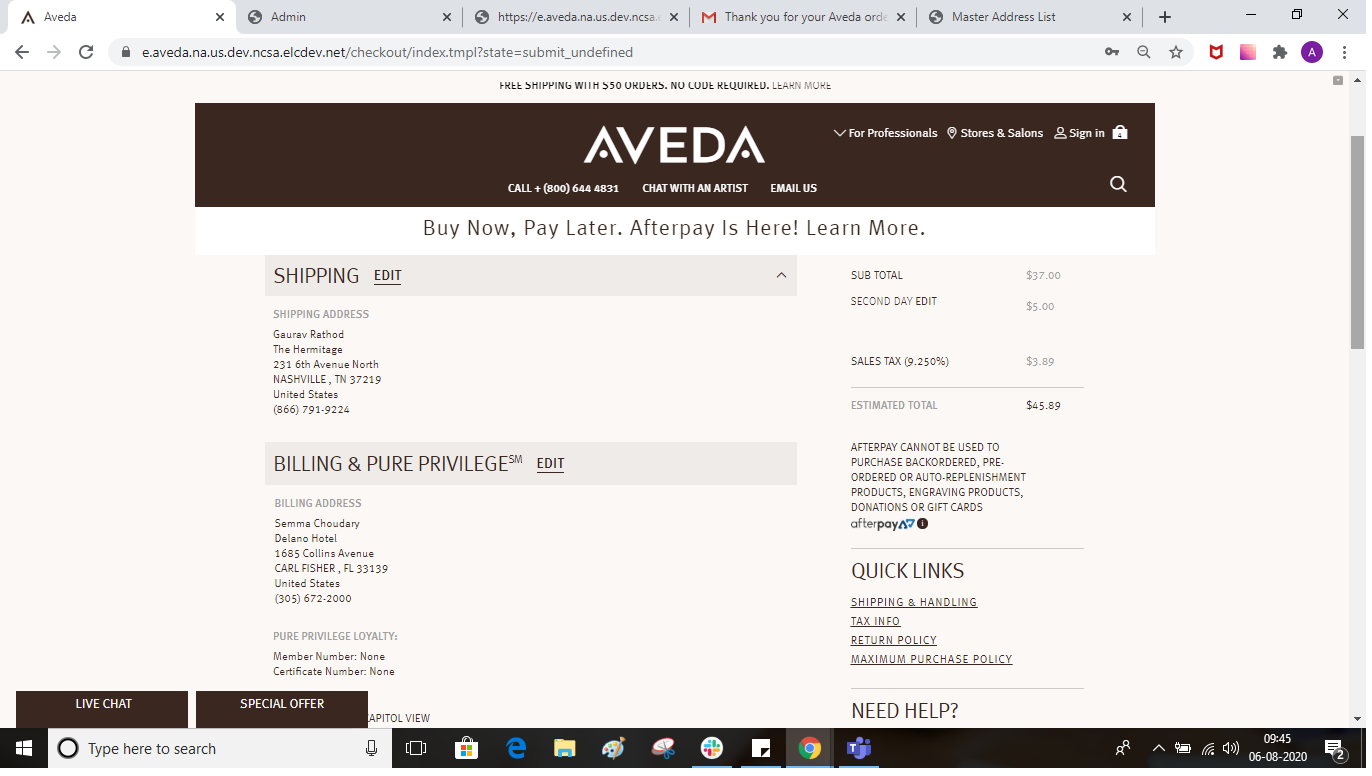 Aveda
Admin
https://e.aveda.na.us.dev.ncsa.e
Thank you for your Aveda orde
Master Address List
e.aveda.na.us.dev.ncsa.elcdev.net/checkout/index.tmpl?state=submit_undefined
A
FREE SHIPPING WITH $50 ORDERS. NO CODE REQUIRED. LEARN MORE
AVEDA
For Professionals
Stores & Salons
Sign in
4
CALL + (800) 644 4831
CHAT WITH AN ARTIST
EMAIL US
Buy Now, Pay Later. Afterpay Is Here! Learn More.
SHIPPING EDIT
SHIPPING ADDRESS
Gaurav Rathod
The Hermitage
231 6th Avenue North
NASHVILLE , TN 37219
United States
(866) 791-9224
BILLING & PURE PRIVILEGE℠ EDIT
BILLING ADDRESS
Semma Choudary
Delano Hotel
1685 Collins Avenue
CARL FISHER , FL 33139
United States
(305) 672-2000
PURE PRIVILEGE LOYALTY:
Member Number: None
Certificate Number: None
KAPITOL VIEW
SUB TOTAL $37.00
SECOND DAY EDIT $5.00
SALES TAX (9.250%) $3.89
ESTIMATED TOTAL $45.89
AFTERPAY CANNOT BE USED TO
PURCHASE BACKORDERED, PRE-
ORDERED OR AUTO-REPLENISHMENT
PRODUCTS, ENGRAVING PRODUCTS,
DONATIONS OR GIFT CARDS
afterpay
QUICK LINKS
SHIPPING & HANDLING
TAX INFO
RETURN POLICY
MAXIMUM PURCHASE POLICY
NEED HELP?
LIVE CHAT
SPECIAL OFFER
Type here to search
09:45
06-08-2020
2